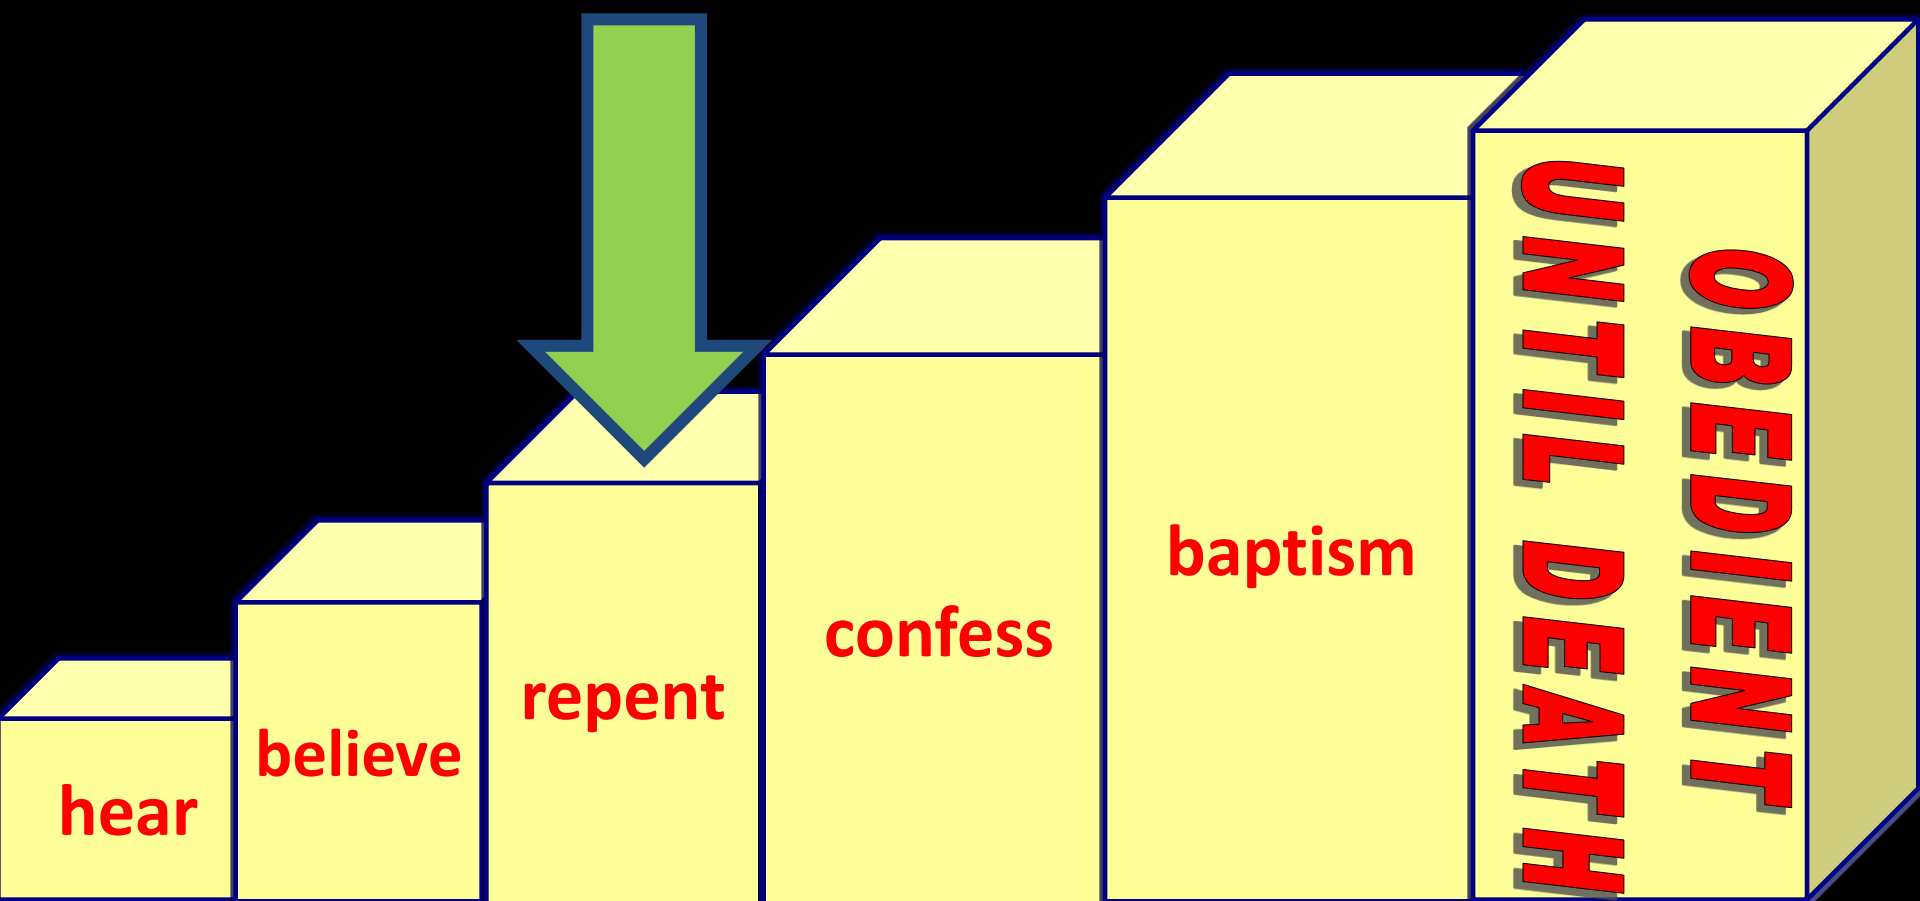 hear
believe
repent
confess
baptism
OBEDIENT
UNTIL DEATH